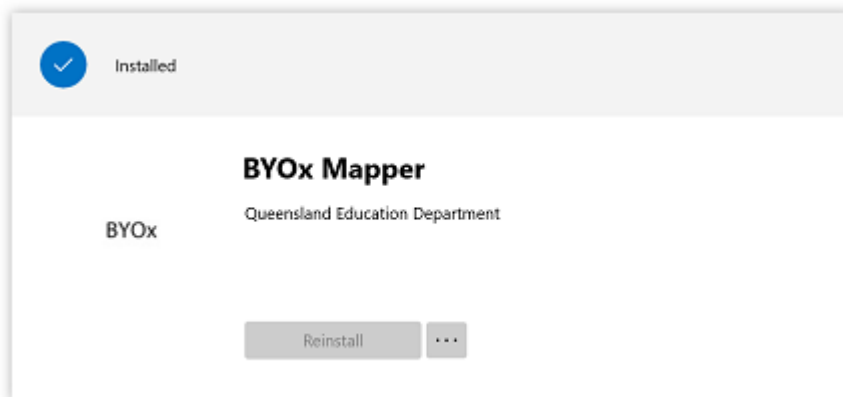 Installed
BYOx Mapper
Queensland Education Department
BYOx
Reinstall ...